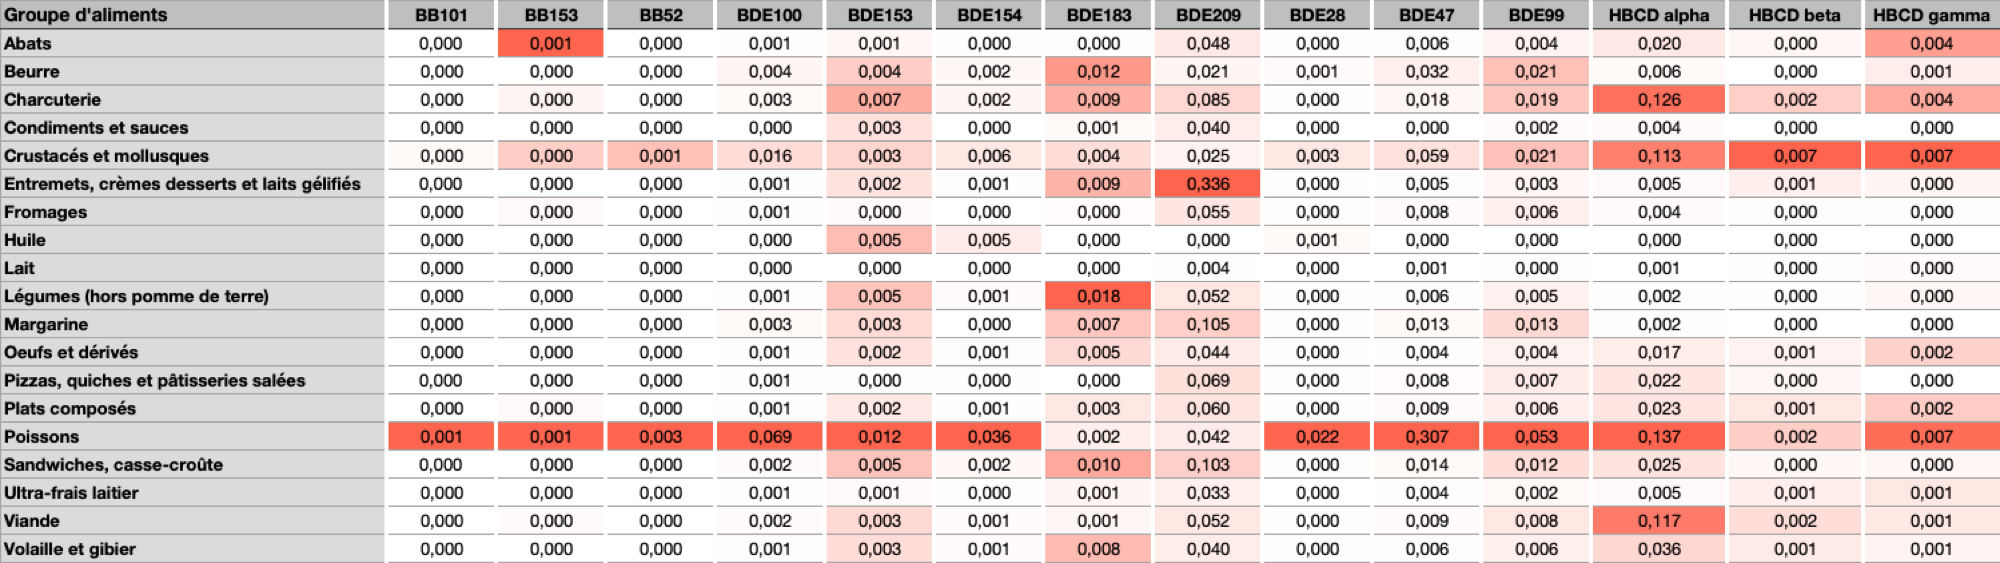 Groupe d'aliments BB101 BB153 BB52 BDE100 BDE153 BDE154 BDE183 BDE209 BDE28 BDE47 BDE99 HBCD alpha HBCD beta HBCD gamma
Abats 0,000 0,001 0,000 0,001 0,001 0,000 0,000 0,048 0,000 0,006 0,004 0,020 0,000 0,004
Beurre 0,000 0,000 0,000 0,004 0,004 0,002 0,012 0,021 0,001 0,032 0,021 0,006 0,000 0,001
Charcuterie 0,000 0,000 0,000 0,003 0,007 0,002 0,009 0,085 0,000 0,018 0,019 0,126 0,002 0,004
Condiments et sauces 0,000 0,000 0,000 0,000 0,003 0,000 0,001 0,040 0,000 0,000 0,002 0,004 0,000 0,000
Crustacés et mollusques 0,000 0,000 0,001 0,016 0,003 0,006 0,004 0,025 0,003 0,059 0,021 0,113 0,007 0,007
Entremets, crèmes desserts et laits gélifiés 0,000 0,000 0,000 0,001 0,002 0,001 0,009 0,336 0,000 0,005 0,003 0,005 0,001 0,000
Fromages 0,000 0,000 0,000 0,001 0,000 0,000 0,000 0,055 0,000 0,008 0,006 0,004 0,000 0,000
Huile 0,000 0,000 0,000 0,000 0,005 0,005 0,000 0,000 0,001 0,000 0,000 0,000 0,000 0,000
Lait 0,000 0,000 0,000 0,000 0,000 0,000 0,000 0,004 0,000 0,001 0,000 0,001 0,000 0,000
Légumes (hors pomme de terre) 0,000 0,000 0,000 0,001 0,005 0,001 0,018 0,052 0,000 0,006 0,005 0,002 0,000 0,000
Margarine 0,000 0,000 0,000 0,003 0,003 0,000 0,007 0,105 0,000 0,013 0,013 0,002 0,000 0,000
Oeufs et dérivés 0,000 0,000 0,000 0,001 0,002 0,001 0,005 0,044 0,000 0,004 0,004 0,017 0,001 0,002
Pizzas, quiches et pâtisseries salées 0,000 0,000 0,000 0,001 0,000 0,000 0,000 0,069 0,000 0,008 0,007 0,022 0,000 0,000
Plats composés 0,000 0,000 0,000 0,001 0,002 0,001 0,003 0,060 0,000 0,009 0,006 0,023 0,001 0,002
Poissons 0,001 0,001 0,003 0,069 0,012 0,036 0,002 0,042 0,022 0,307 0,053 0,137 0,002 0,007
Sandwiches, casse-croûte 0,000 0,000 0,000 0,002 0,005 0,002 0,010 0,103 0,000 0,014 0,012 0,025 0,000 0,000
Ultra-frais laitier 0,000 0,000 0,000 0,001 0,001 0,000 0,001 0,033 0,000 0,004 0,002 0,005 0,001 0,001
Viande 0,000 0,000 0,000 0,002 0,003 0,001 0,001 0,052 0,000 0,009 0,008 0,117 0,002 0,001
Volaille et gibier 0,000 0,000 0,000 0,001 0,003 0,001 0,008 0,040 0,000 0,006 0,006 0,036 0,001 0,001